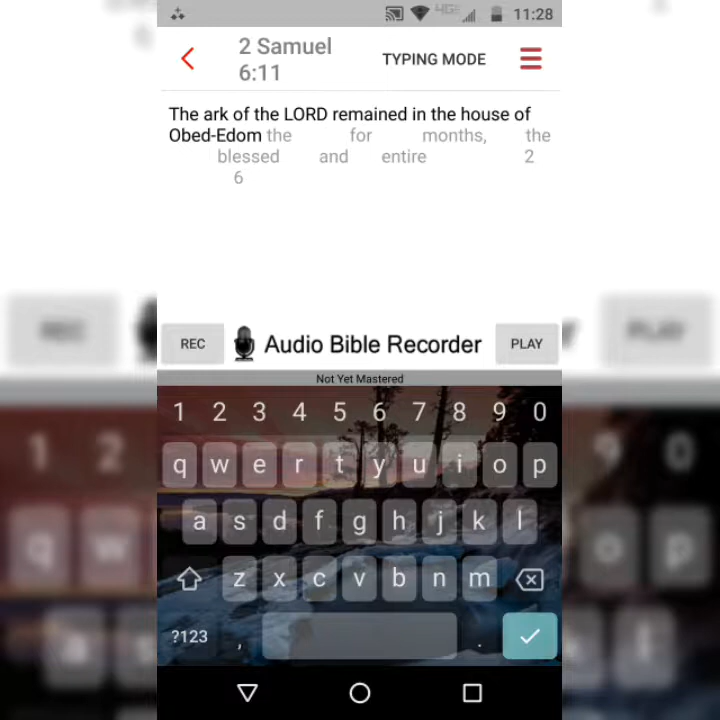 11:28
2 Samuel
6:11
TYPING MODE
The ark of the LORD remained in the house of
Obed-Edom the for months, the
blessed and entire 2
6
REC
Audio Bible Recorder
PLAY
Not Yet Mastered
1 2 3 4 5 6 7 8 9 0
q w e r t y u i o p
a s d f g h j k l
z x c v b n m
?123 , .